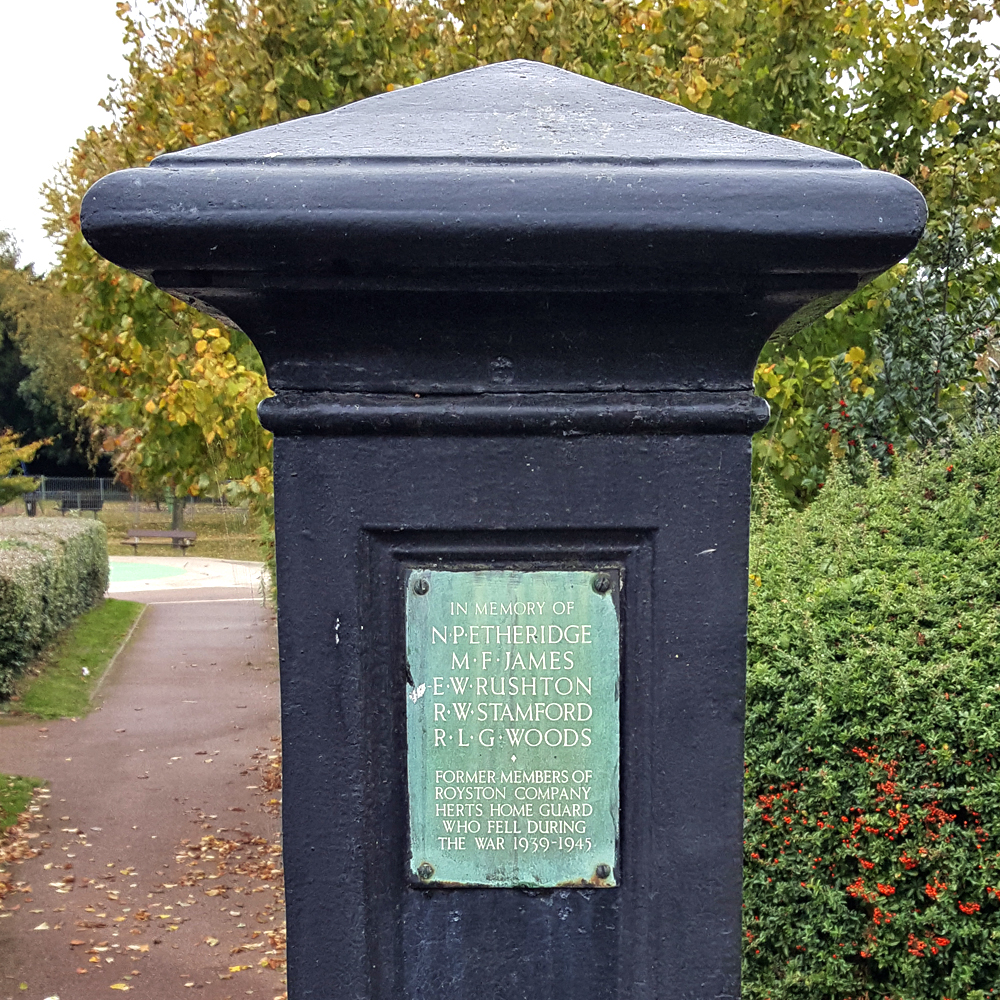 IN MEMORY OF
N·P·ETHERIDGE
M·F·JAMES
E·W·RUSHTON
R·W·STAMFORD
R·L·G·WOODS
FORMER MEMBERS OF
ROYSTON COMPANY
HERTS HOME GUARD
WHO FELL DURING
THE WAR 1939-1945